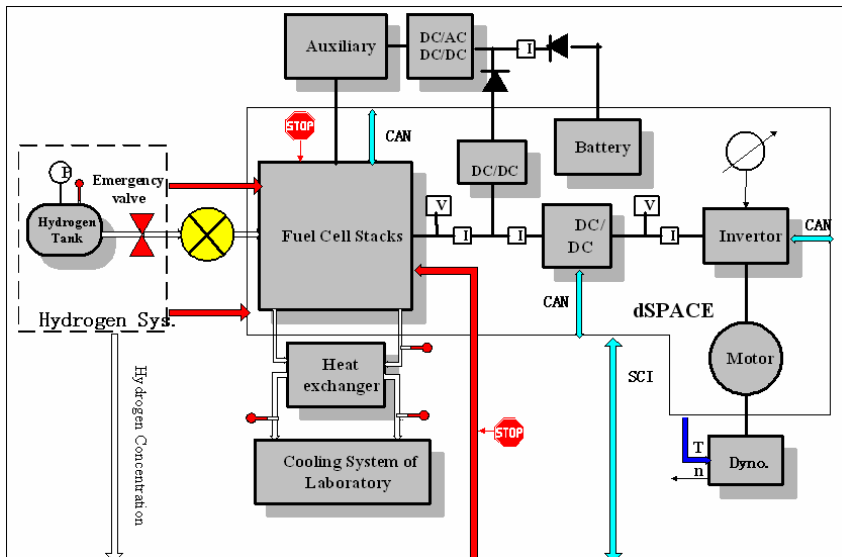 Auxiliary
DC/AC
DC/DC
I
STOP
CAN
P
Emergency
valve
Hydrogen
Tank
Hydrogen Sys.
Fuel Cell Stacks
DC/DC
Battery
V
I
I
DC/
DC
V
I
Invertor
CAN
CAN
dSPACE
Heat
exchanger
Motor
SCI
Hydrogen Concentration
STOP
Cooling System of
Laboratory
T
n
Dyno.